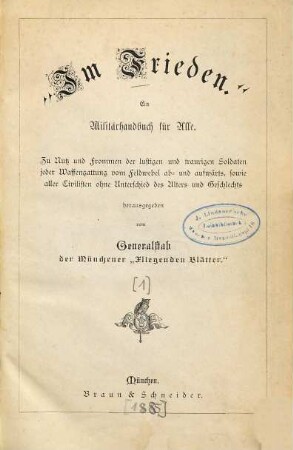 „Im Frieden.“
Ein
Militärhandbuch für Alle.
Zu Nutz und Frommen der lustigen und traurigen Soldaten
jeder Waffengattung vom Feldwebel ab- und aufwärts, sowie
aller Civilisten ohne Unterschied des Alters und Geschlechts
herausgegeben
vom
Generalstab
der Münchener „Fliegenden Blätter.“
[1]
München.
Braun & Schneider.
[1885]